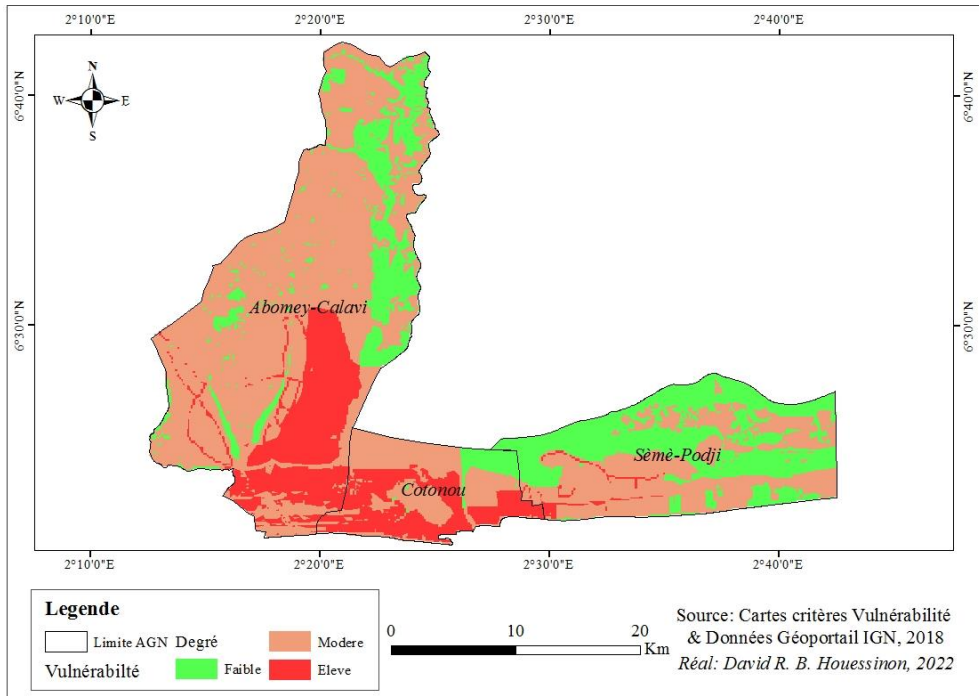 2°10'0"E 2°20'0"E 2°30'0"E 2°40'0"E
N
W E
S
6°40'0"N 6°40'0"N
Abomey-Calavi
6°30'0"N 6°30'0"N
Sèmè-Podji
Cotonou
2°10'0"E 2°20'0"E 2°30'0"E 2°40'0"E
Legende
Limite AGN Degré Modere
Vulnérabilté Faible Eleve
0 10 20
Km
Source: Cartes critères Vulnérabilité
& Données Géoportail IGN, 2018
Réal: David R. B. Houessinon, 2022